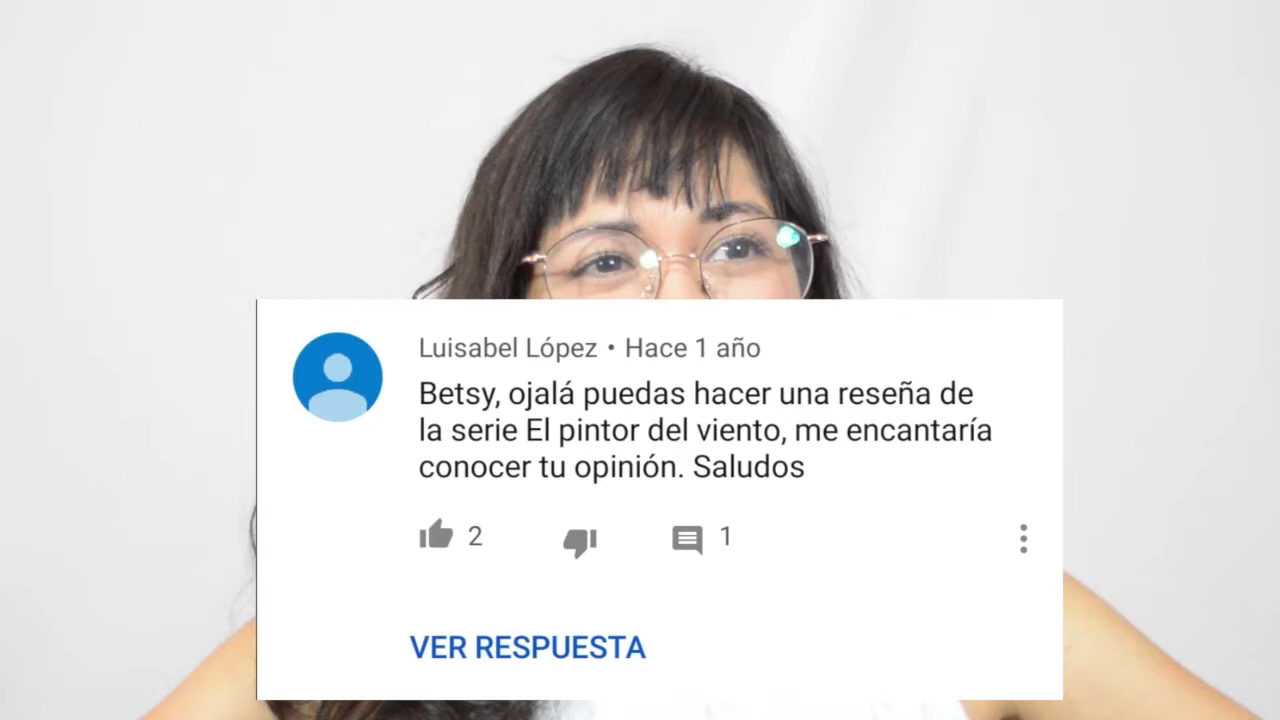 Luisabel López • Hace 1 año
Betsy, ojalá puedas hacer una reseña de
la serie El pintor del viento, me encantaría
conocer tu opinión. Saludos
2 1
VER RESPUESTA